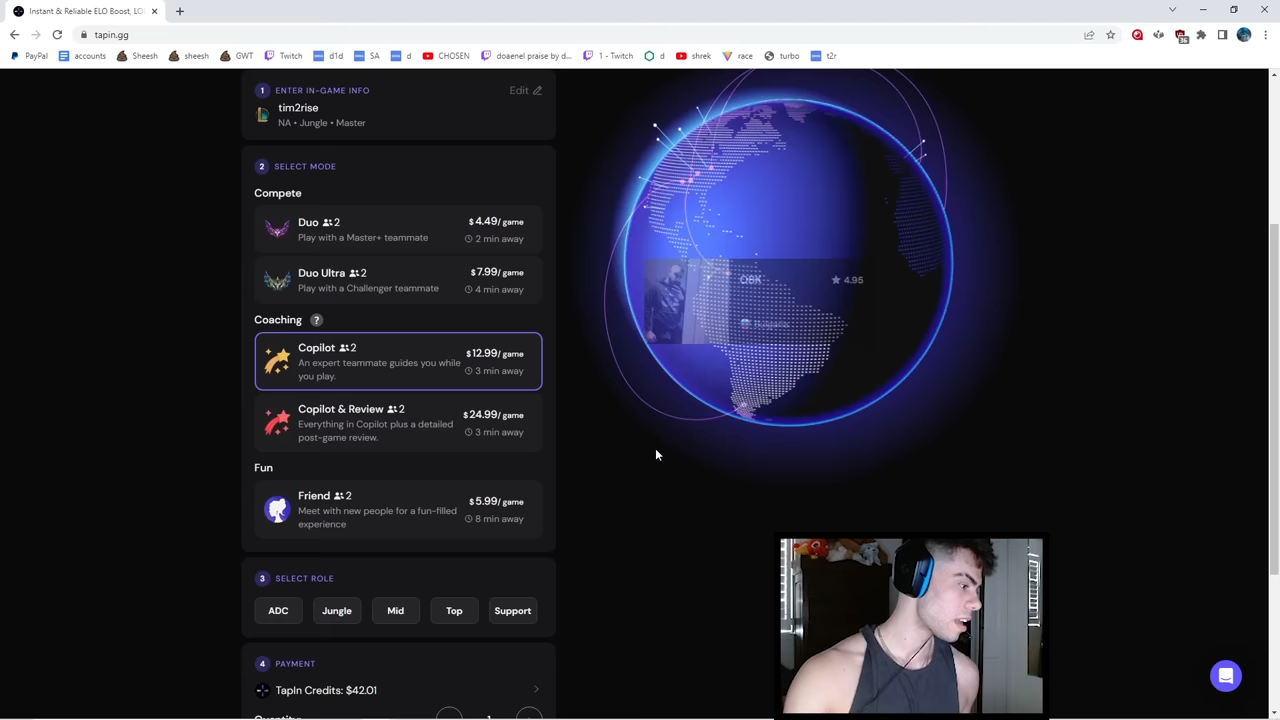 Instant & Reliable ELO Boost, LO
tapin.gg
PayPal accounts Sheesh sheesh GWT Twitch d1d SA d CHOSEN doaenel praise by d... 1 - Twitch d shrek race turbo t2r
1 ENTER IN-GAME INFO Edit
tim2rise
NA • Jungle • Master
2 SELECT MODE
Compete
Duo 2 $4.49/ game
Play with a Master+ teammate 2 min away
Duo Ultra 2 $7.99/ game
Play with a Challenger teammate 4 min away
Coaching ?
Copilot 2 $12.99/ game
An expert teammate guides you while 3 min away
you play.
Copilot & Review 2 $24.99/ game
Everything in Copilot plus a detailed 3 min away
post-game review.
Fun
Friend 2 $5.99/ game
Meet with new people for a fun-filled 8 min away
experience
4.95
3 SELECT ROLE
ADC Jungle Mid Top Support
4 PAYMENT
TapIn Credits: $42.01
Quantity: 1